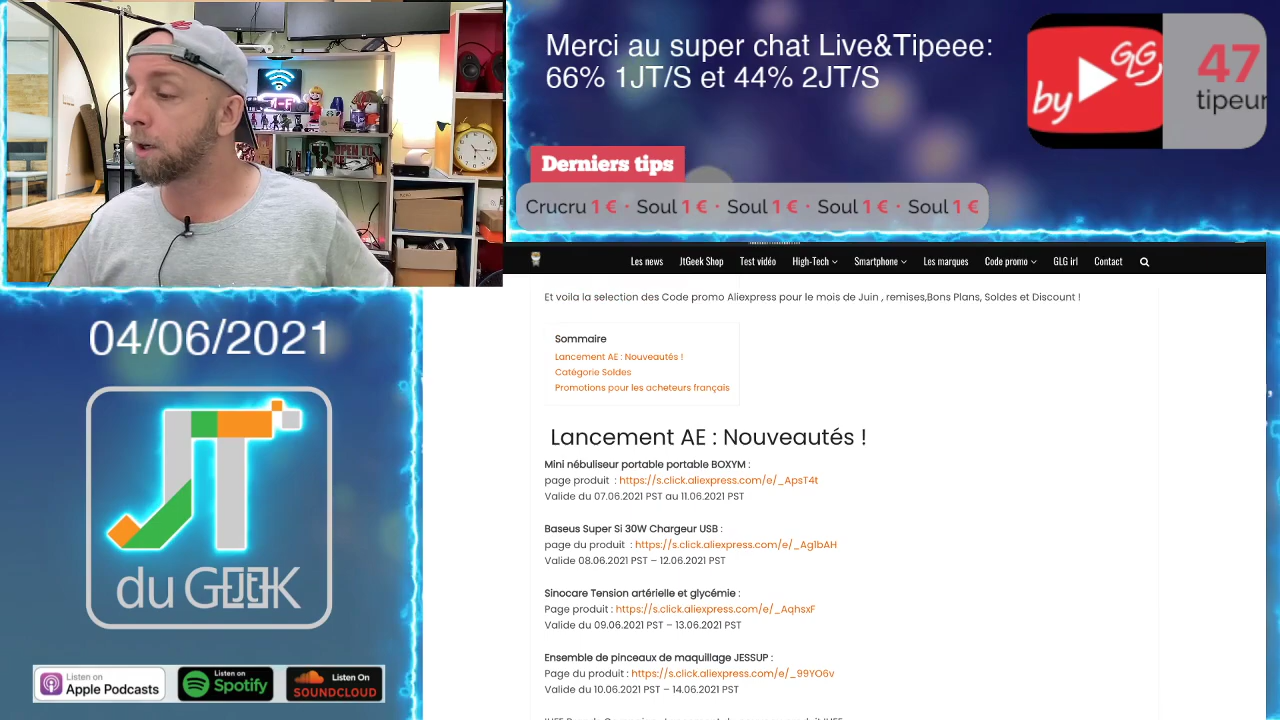 Merci au super chat Live&Tipeee:
66% 1JT/S et 44% 2JT/S
by GLG
47
tipeur
Derniers tips
Crucru 1 € · Soul 1 € · Soul 1 € · Soul 1 € · Soul 1 €
Les news JtGeek Shop Test vidéo High-Tech Smartphone Les marques Code promo GLG irl Contact
Et voila la selection des Code promo Aliexpress pour le mois de Juin , remises,Bons Plans, Soldes et Discount !
Sommaire
Lancement AE : Nouveautés !
Catégorie Soldes
Promotions pour les acheteurs français
Lancement AE : Nouveautés !
Mini nébuliseur portable portable BOXYM :
page produit : https://s.click.aliexpress.com/e/_ApsT4t
Valide du 07.06.2021 PST au 11.06.2021 PST
Baseus Super Si 30W Chargeur USB :
page du produit : https://s.click.aliexpress.com/e/_Ag1bAH
Valide 08.06.2021 PST – 12.06.2021 PST
Sinocare Tension artérielle et glycémie :
Page produit : https://s.click.aliexpress.com/e/_AqhsxF
Valide du 09.06.2021 PST – 13.06.2021 PST
Ensemble de pinceaux de maquillage JESSUP :
Page du produit : https://s.click.aliexpress.com/e/_99YO6v
Valide du 10.06.2021 PST – 14.06.2021 PST
04/06/2021
JT
du GEEK
Listen on
Apple Podcasts
Listen on
Spotify
Listen On
SOUNDCLOUD